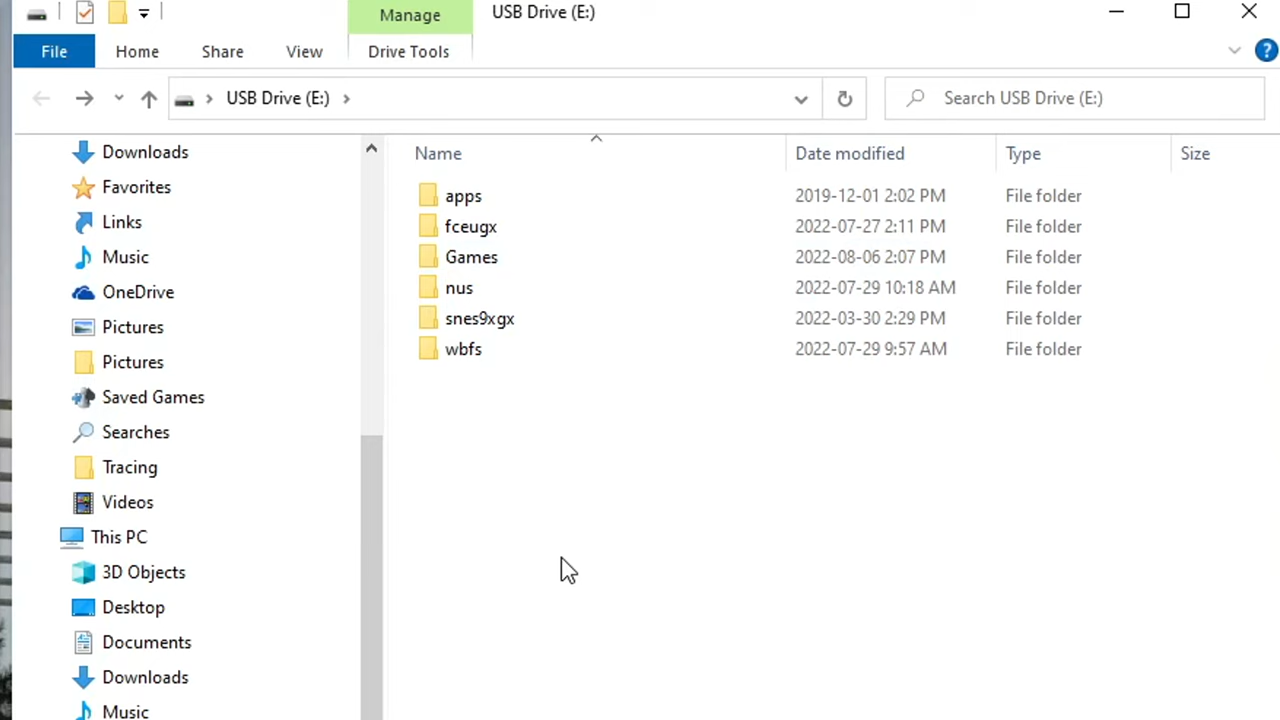 Manage
USB Drive (E:)
File
Home
Share
View
Drive Tools
USB Drive (E:)
Search USB Drive (E:)
Downloads
Favorites
Links
Music
OneDrive
Pictures
Pictures
Saved Games
Searches
Tracing
Videos
This PC
3D Objects
Desktop
Documents
Downloads
Music
Name Date modified Type Size
apps 2019-12-01 2:02 PM File folder
fceugx 2022-07-27 2:11 PM File folder
Games 2022-08-06 2:07 PM File folder
nus 2022-07-29 10:18 AM File folder
snes9xgx 2022-03-30 2:29 PM File folder
wbfs 2022-07-29 9:57 AM File folder